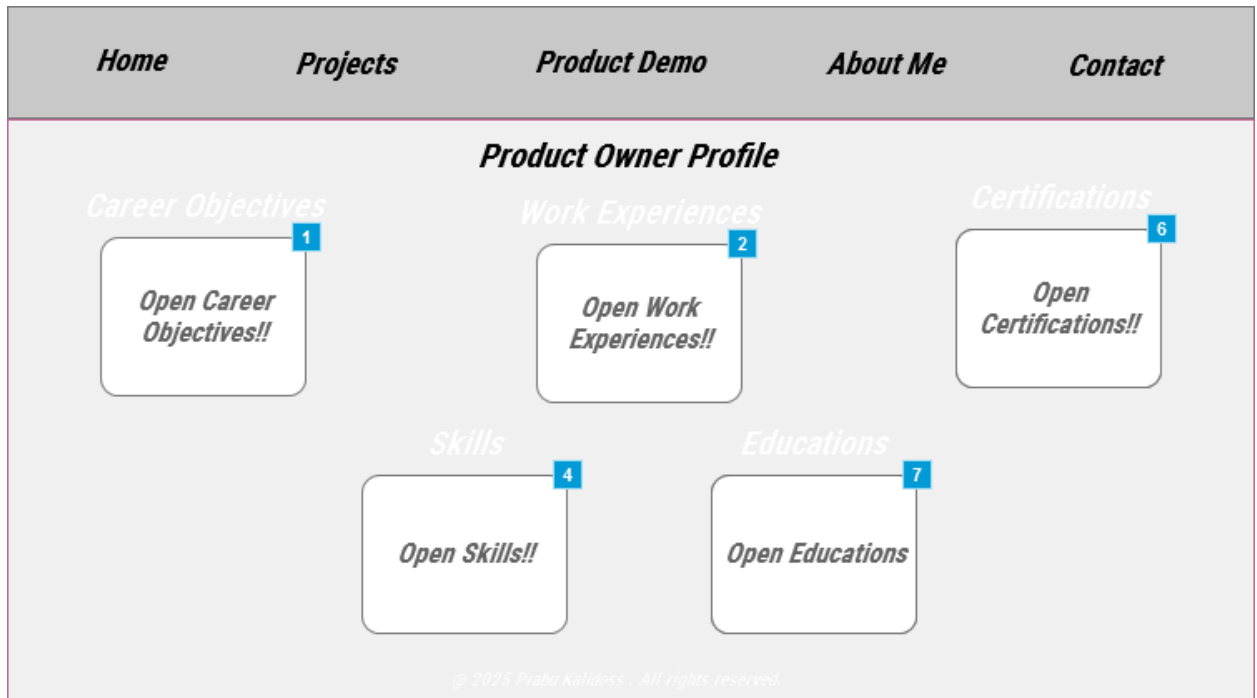 Home Projects Product Demo About Me Contact
Product Owner Profile
Career Objectives Work Experiences Certifications
1 2 6
Open Career
Objectives!!
Open Work
Experiences!!
Open
Certifications!!
Skills Educations
4 7
Open Skills!! Open Educations
@ 2025 Prabu Kalidoss . All rights reserved.